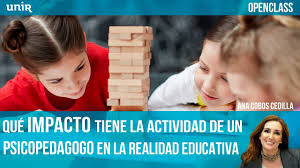 unir
OPENCLASS
ANA COBOS CEDILLA
QUÉ IMPACTO TIENE LA ACTIVIDAD DE UN
PSICOPEDAGOGO EN LA REALIDAD EDUCATIVA